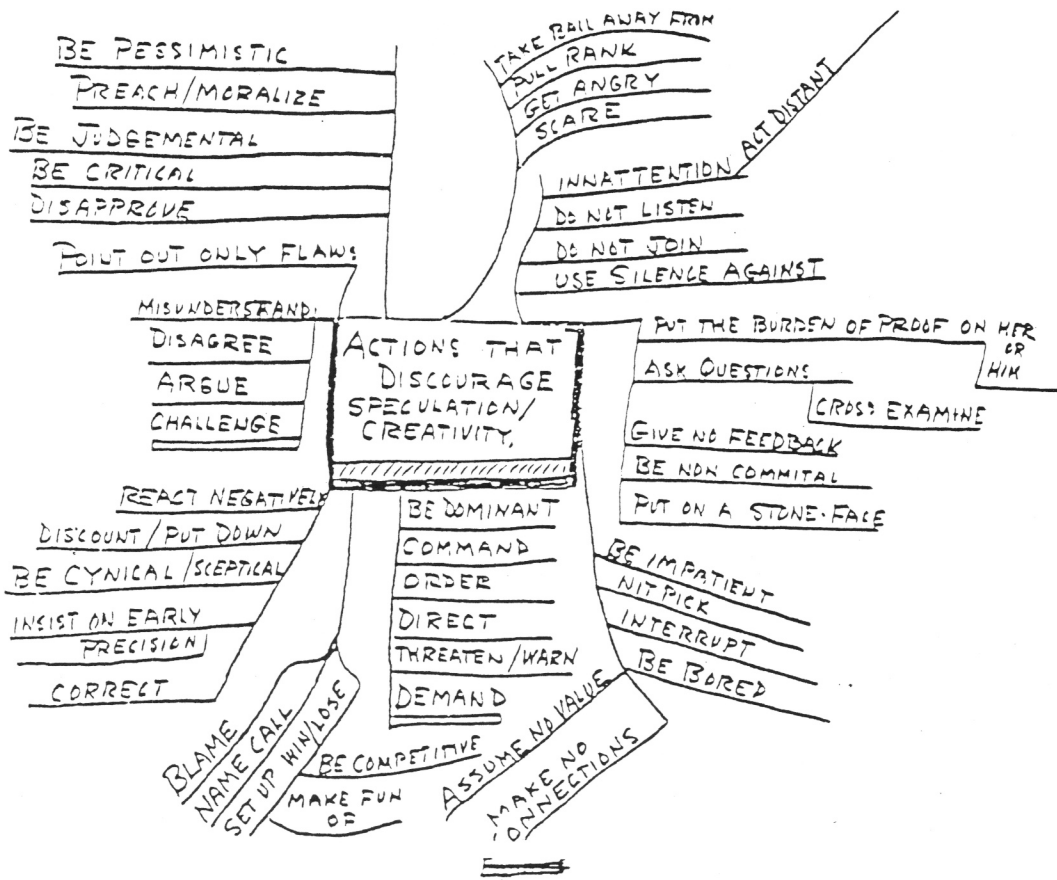 BE PESSIMISTIC
PREACH/MORALIZE
BE JUDGEMENTAL
BE CRITICAL
DISAPPROVE
POINT OUT ONLY FLAWS
MISUNDERSTAND
DISAGREE
ARGUE
CHALLENGE
TAKE BALL AWAY FROM
PULL RANK
GET ANGRY
SCARE
INNATTENTION
ACT DISTANT
DO NOT LISTEN
DO NOT JOIN
USE SILENCE AGAINST
ACTIONS THAT
DISCOURAGE
SPECULATION/
CREATIVITY.
PUT THE BURDEN OF PROOF ON HER
OR
HIM
ASK QUESTIONS
CROSS EXAMINE
GIVE NO FEEDBACK
BE NON COMMITAL
PUT ON A STONE-FACE
REACT NEGATIVELY
DISCOUNT/PUT DOWN
BE CYNICAL/SCEPTICAL
INSIST ON EARLY
PRECISION
CORRECT
BE DOMINANT
COMMAND
ORDER
DIRECT
THREATEN/WARN
DEMAND
BE IMPATIENT
NIT PICK
INTERRUPT
BE BORED
ASSUME NO VALUE
MAKE NO
CONNECTIONS
BLAME
NAME CALL
SET UP WIN/LOSE
BE COMPETITIVE
MAKE FUN
OF